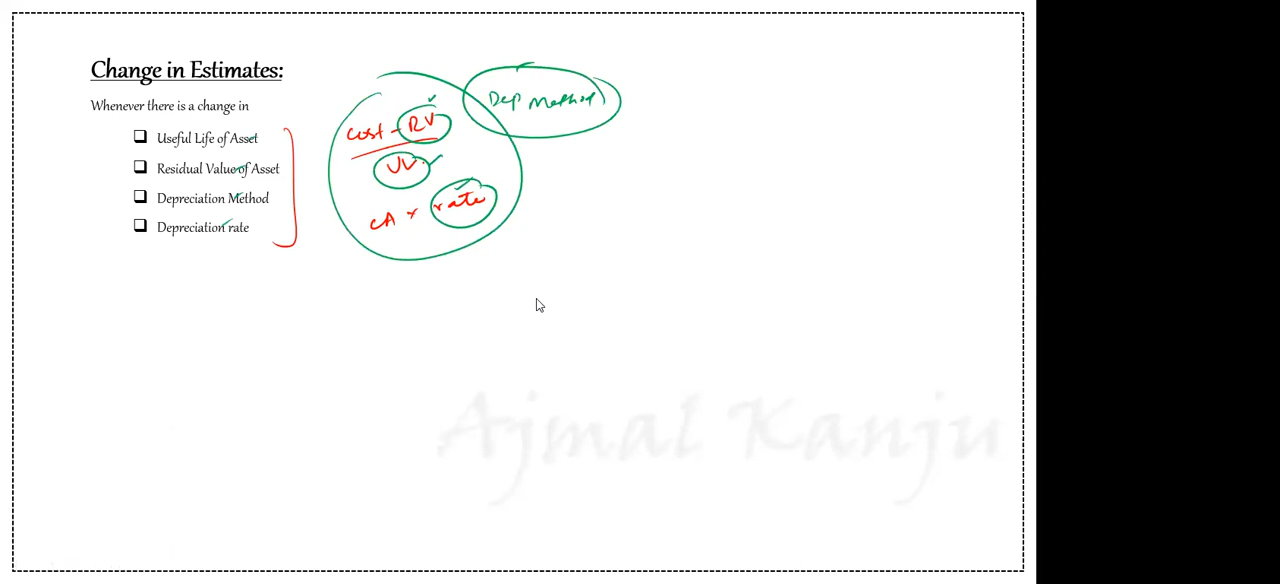 Change in Estimates:
Whenever there is a change in
Useful Life of Asset
Residual Value of Asset
Depreciation Method
Depreciation rate
Dep Method
Cost - RV
UL
CA × rate
Ajmal Kanju